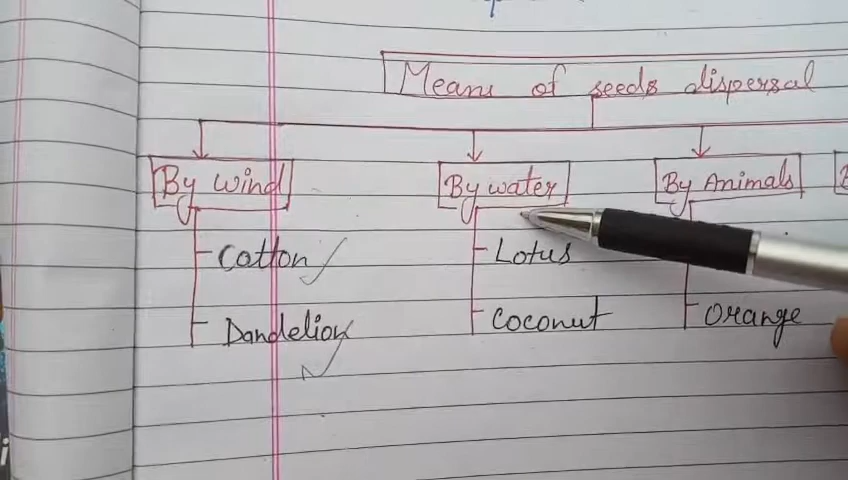 Means of seeds dispersal
By Wind
By water
By Animals
Cotton
Lotus
Dandelion
Coconut
Orange